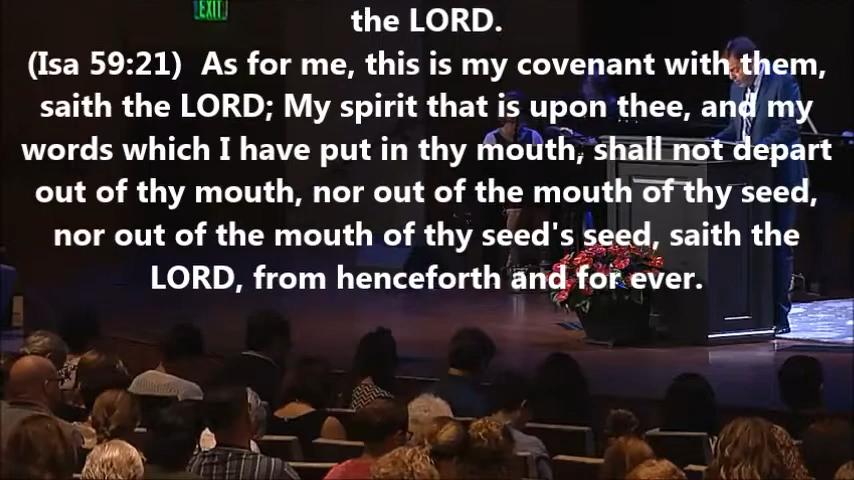 EXIT
the LORD.
(Isa 59:21)  As for me, this is my covenant with them,
saith the LORD; My spirit that is upon thee, and my
words which I have put in thy mouth, shall not depart
out of thy mouth, nor out of the mouth of thy seed,
nor out of the mouth of thy seed's seed, saith the
LORD, from henceforth and for ever.